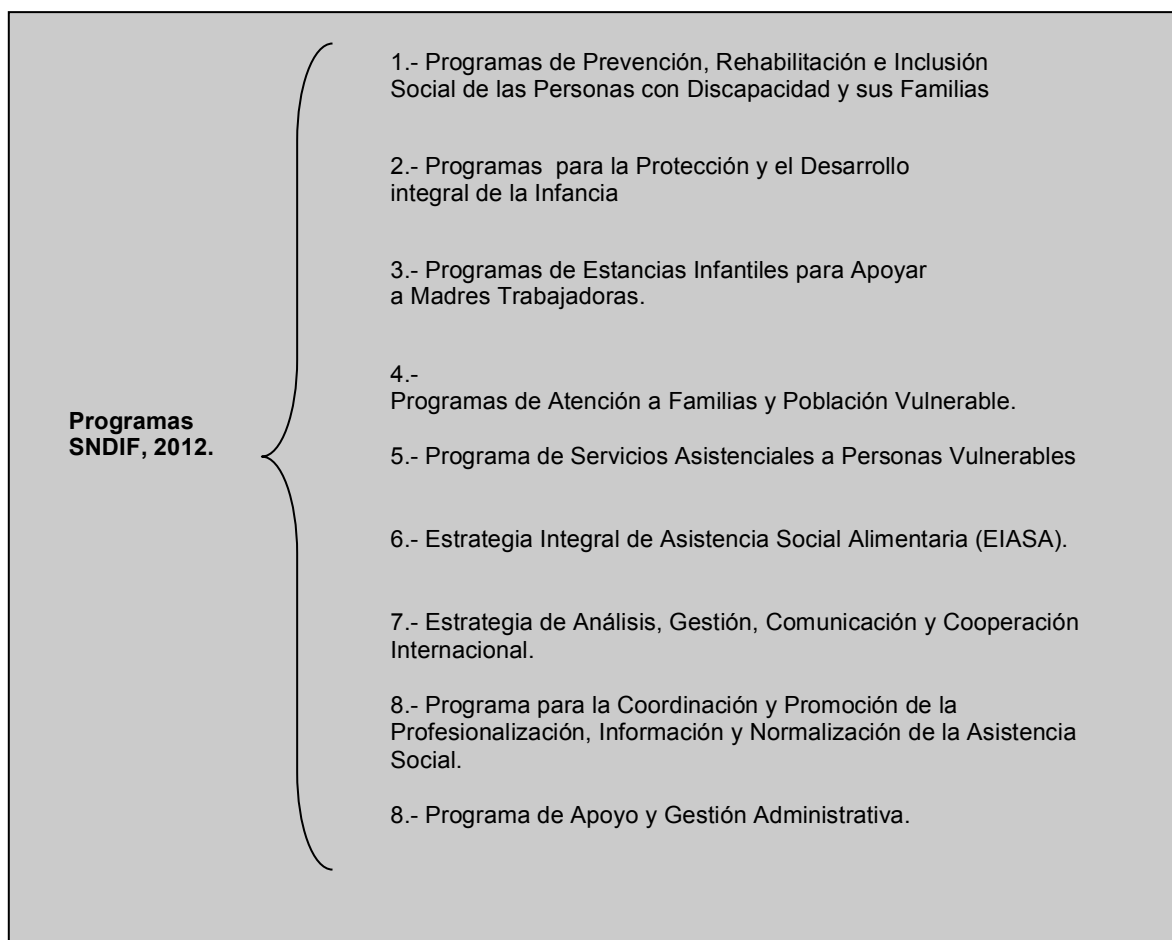 1.- Programas de Prevención, Rehabilitación e Inclusión
Social de las Personas con Discapacidad y sus Familias
2.- Programas para la Protección y el Desarrollo
integral de la Infancia
3.- Programas de Estancias Infantiles para Apoyar
a Madres Trabajadoras.
4.-
Programas de Atención a Familias y Población Vulnerable.
Programas
SNDIF, 2012.
5.- Programa de Servicios Asistenciales a Personas Vulnerables
6.- Estrategia Integral de Asistencia Social Alimentaria (EIASA).
7.- Estrategia de Análisis, Gestión, Comunicación y Cooperación
Internacional.
8.- Programa para la Coordinación y Promoción de la
Profesionalización, Información y Normalización de la Asistencia
Social.
8.- Programa de Apoyo y Gestión Administrativa.